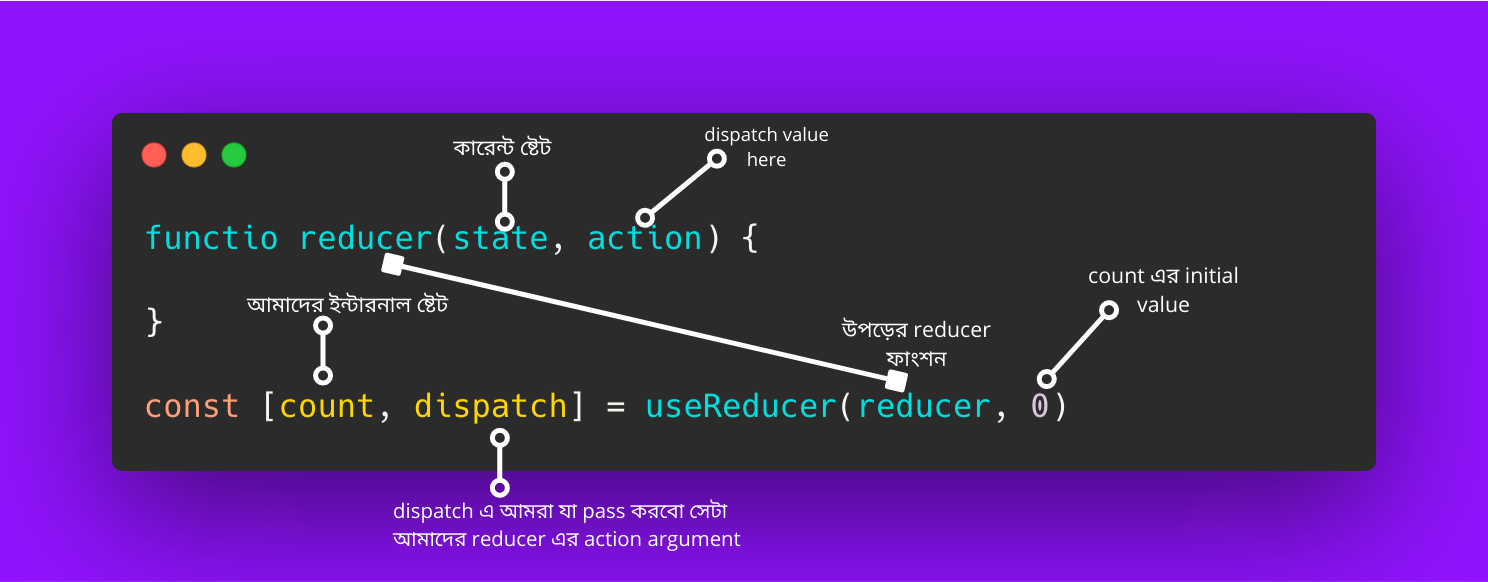 কারেন্ট ষ্টেট
dispatch value
here
functio reducer(state, action) {
আমাদের ইন্টারনাল ষ্টেট
}
count এর initial
value
উপড়ের reducer
ফাংশন
const [count, dispatch] = useReducer(reducer, 0)
dispatch এ আমরা যা pass করবো সেটা
আমাদের reducer এর action argument